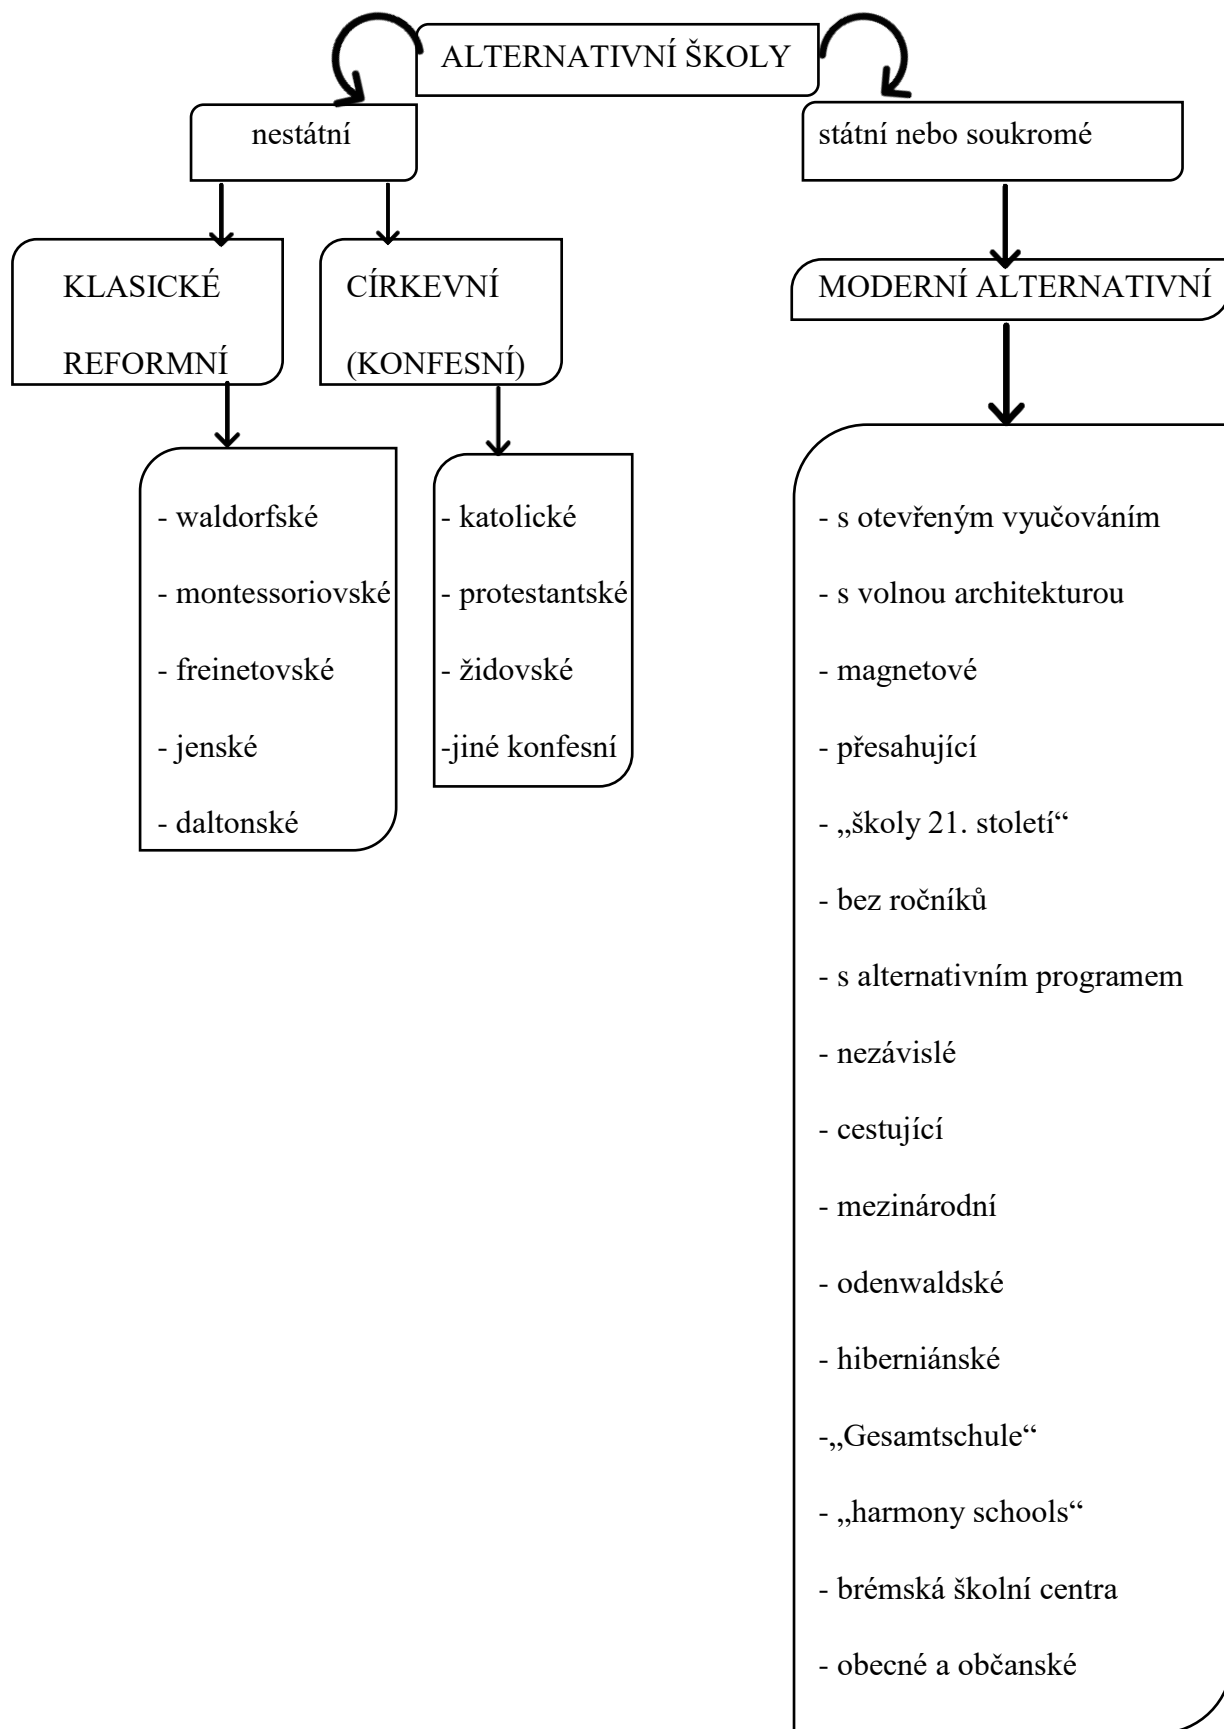 ALTERNATIVNÍ ŠKOLY
nestátní
státní nebo soukromé
KLASICKÉ
REFORMNÍ
CÍRKEVNÍ
(KONFESNÍ)
MODERNÍ ALTERNATIVNÍ
- waldorfské
- montessoriovské
- freinetovské
- jenské
- daltonské
- katolické
- protestantské
- židovské
-jiné konfesní
- s otevřeným vyučováním
- s volnou architekturou
- magnetové
- přesahující
- „školy 21. století“
- bez ročníků
- s alternativním programem
- nezávislé
- cestující
- mezinárodní
- odenwaldské
- hiberniánské
-„Gesamtschule“
- „harmony schools“
- brémská školní centra
- obecné a občanské